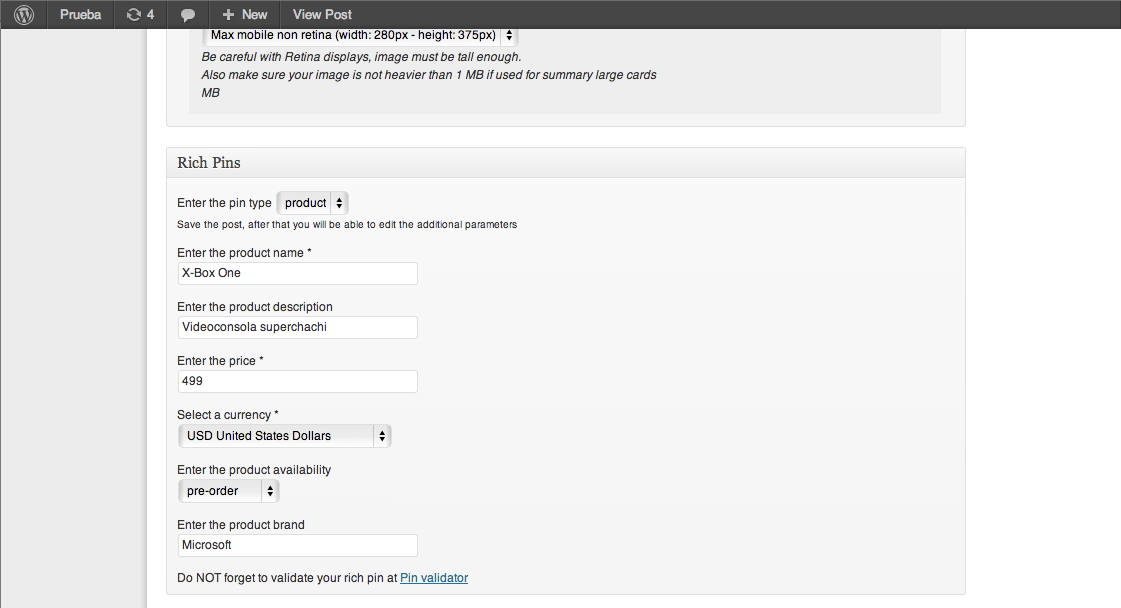 Prueba 4 + New View Post
Max mobile non retina (width: 280px - height: 375px)
Be careful with Retina displays, image must be tall enough.
Also make sure your image is not heavier than 1 MB if used for summary large cards
MB
Rich Pins
Enter the pin type product
Save the post, after that you will be able to edit the additional parameters
Enter the product name *
X-Box One
Enter the product description
Videoconsola superchachi
Enter the price *
499
Select a currency *
USD United States Dollars
Enter the product availability
pre-order
Enter the product brand
Microsoft
Do NOT forget to validate your rich pin at Pin validator